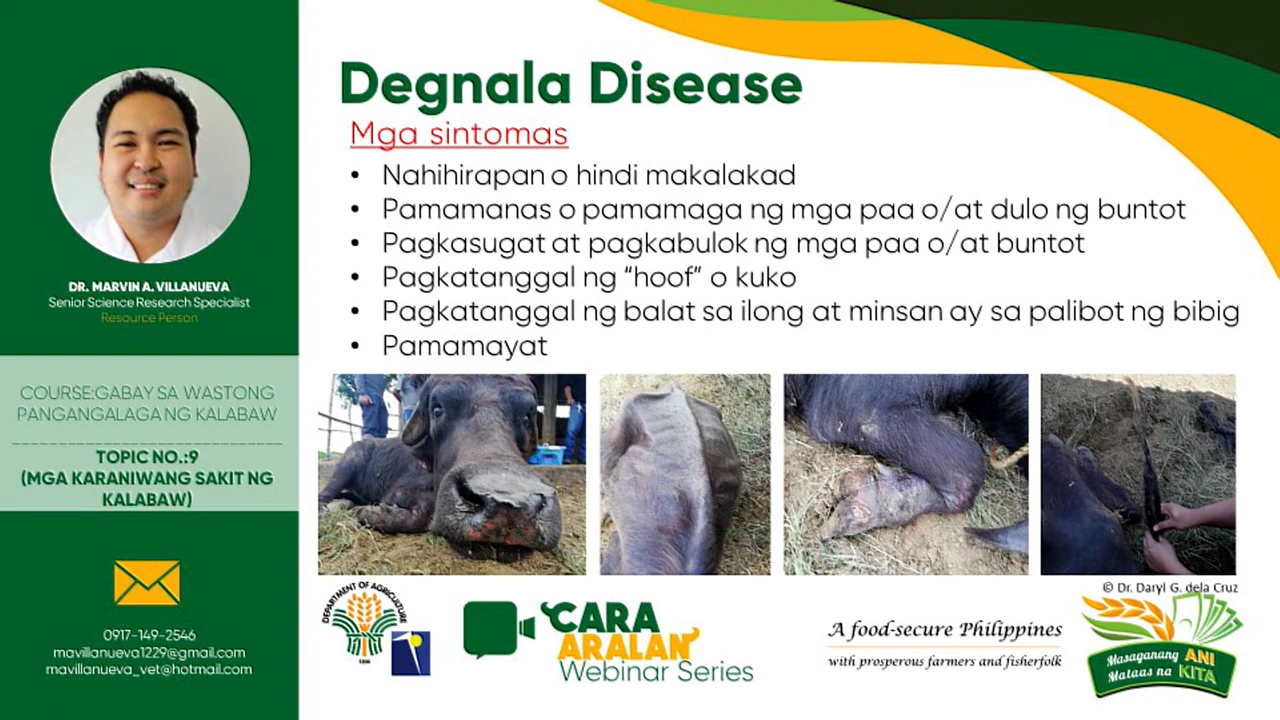 Degnala Disease
Mga sintomas
• Nahihirapan o hindi makalakad
• Pamamanas o pamamaga ng mga paa o/at dulo ng buntot
• Pagkasugat at pagkabulok ng mga paa o/at buntot
• Pagkatanggal ng “hoof” o kuko
• Pagkatanggal ng balat sa ilong at minsan ay sa palibot ng bibig
• Pamamayat
DR. MARVIN A. VILLANUEVA
Senior Science Research Specialist
Resource Person
COURSE:GABAY SA WASTONG
PANGANGALAGA NG KALABAW
TOPIC NO.:9
(MGA KARANIWANG SAKIT NG
KALABAW)
0917-149-2546
mavillanueva1229@gmail.com
mavillanueva_vet@hotmail.com
© Dr. Daryl G. dela Cruz
DEPARTMENT OF AGRICULTURE
CARA
ARALAN
Webinar Series
A food-secure Philippines
with prosperous farmers and fisherfolk
Masaganang ANI
Mataas na KITA